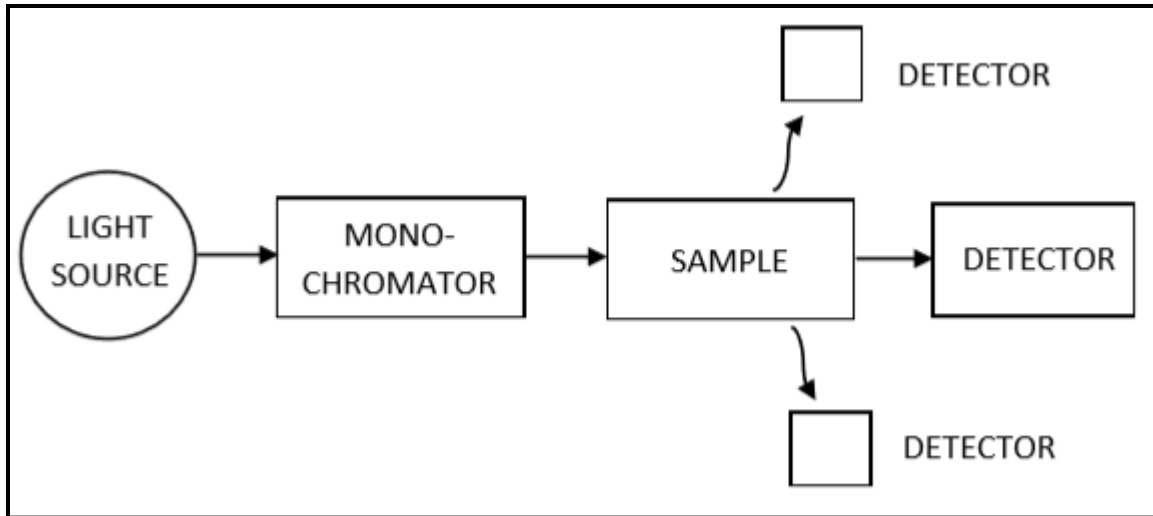 DETECTOR
LIGHT
SOURCE
MONO-
CHROMATOR
SAMPLE
DETECTOR
DETECTOR